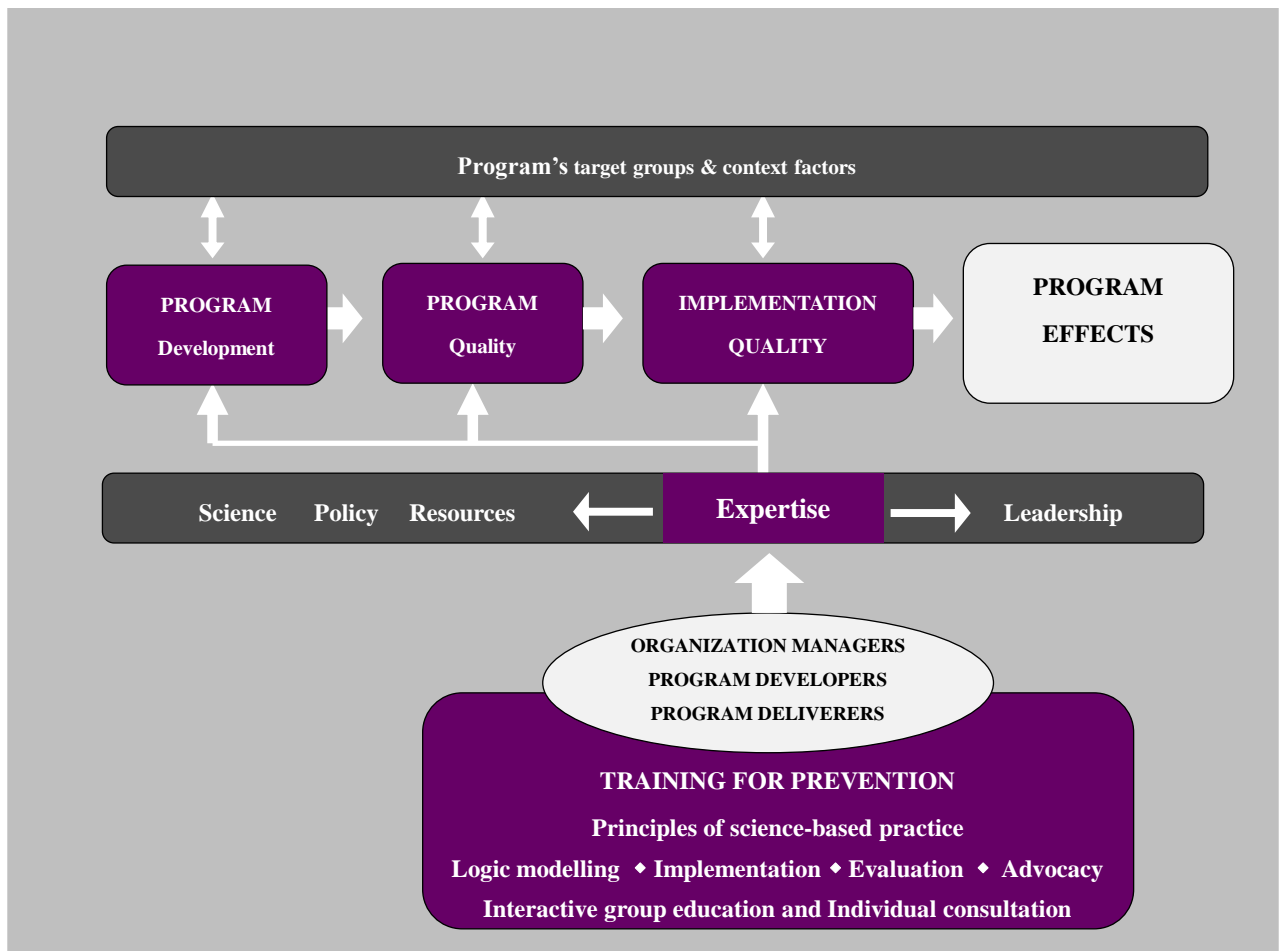 Program’s target groups & context factors
PROGRAM
Development
PROGRAM
Quality
IMPLEMENTATION
QUALITY
PROGRAM
EFFECTS
Science Policy Resources Expertise Leadership
ORGANIZATION MANAGERS
PROGRAM DEVELOPERS
PROGRAM DELIVERERS
TRAINING FOR PREVENTION
Principles of science-based practice
Logic modelling ◆ Implementation ◆ Evaluation ◆ Advocacy
Interactive group education and Individual consultation